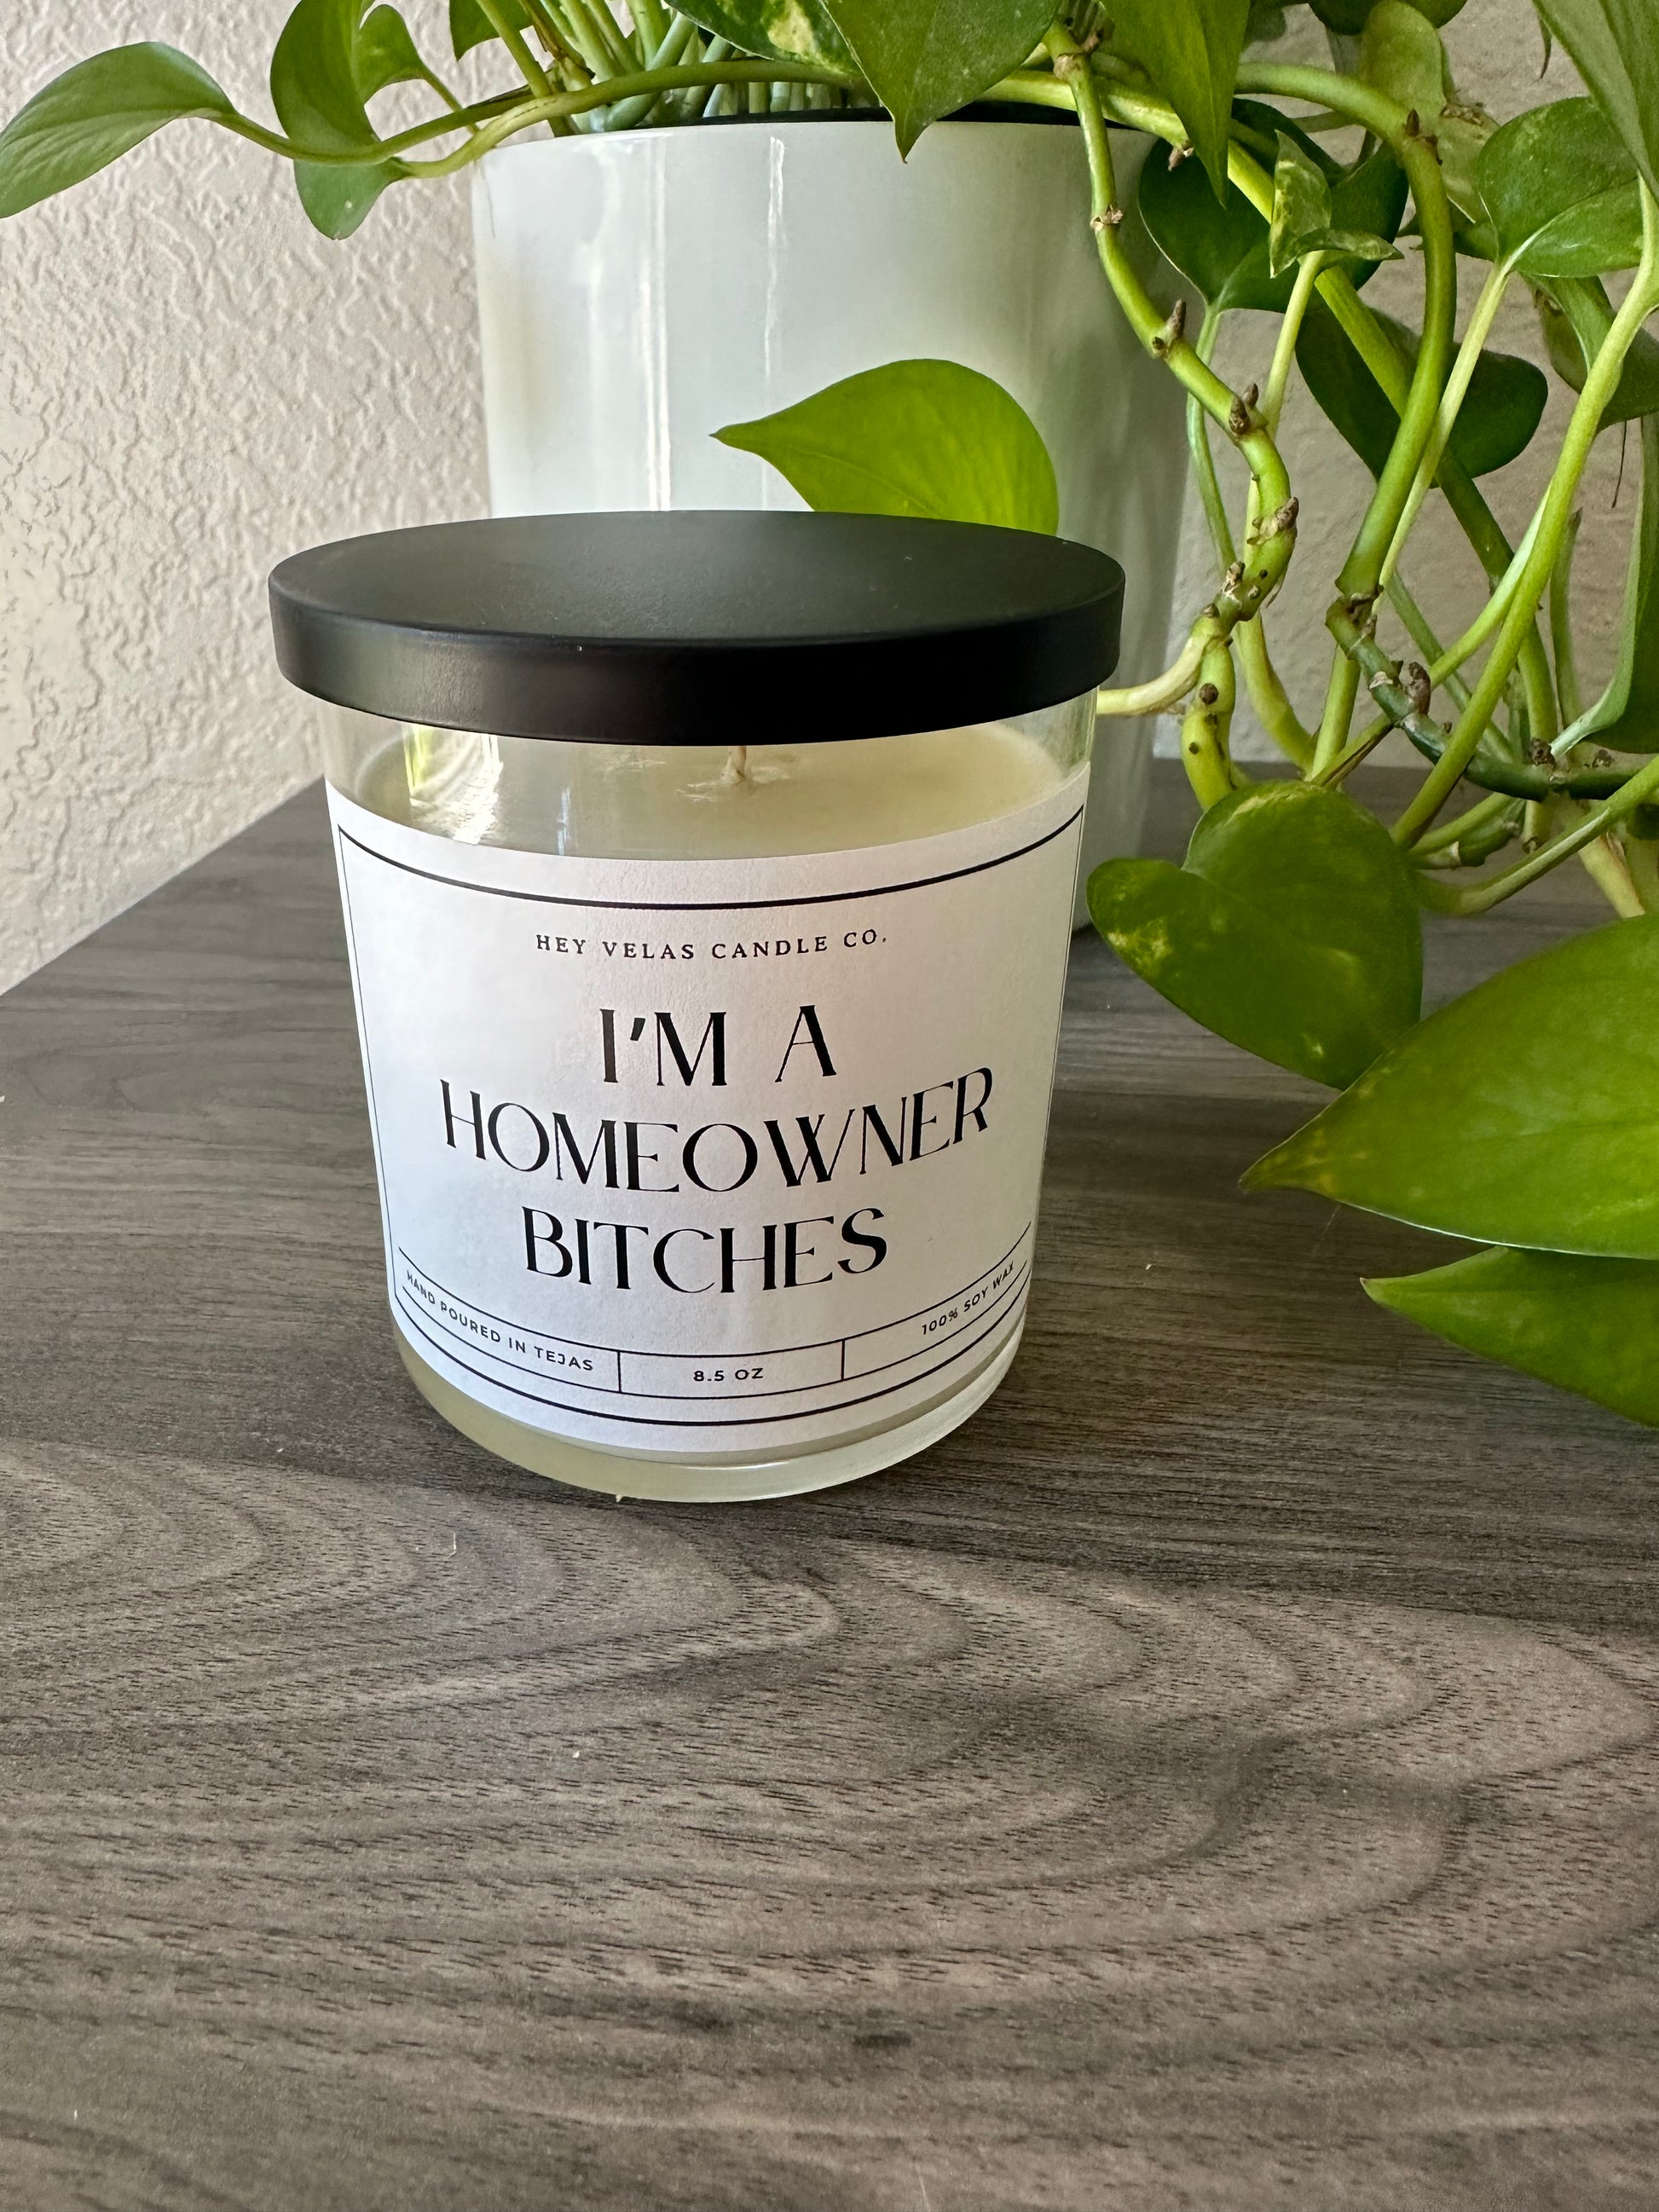 HEY VELAS CANDLE CO.
I'M A
HOMEOWNER
BITCHES
HAND POURED IN TEJAS
8.5 OZ
100% SOY WAX